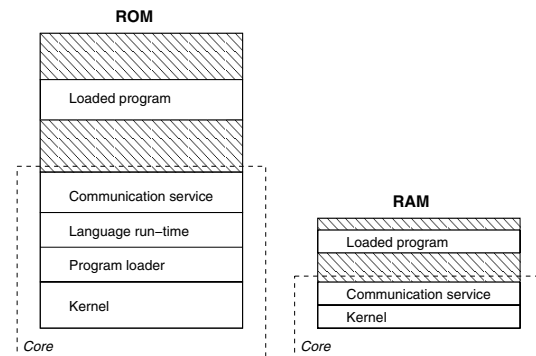 ROM
Loaded program
Communication service
Language run−time
Program loader
Kernel
Core
RAM
Loaded program
Communication service
Kernel
Core